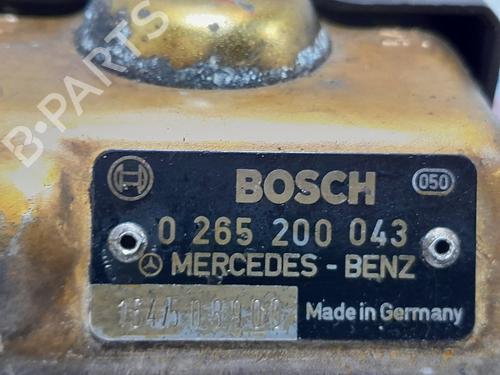 B-PARTS
BOSCH
050
0 265 200 043
MERCEDES - BENZ
Made in Germany